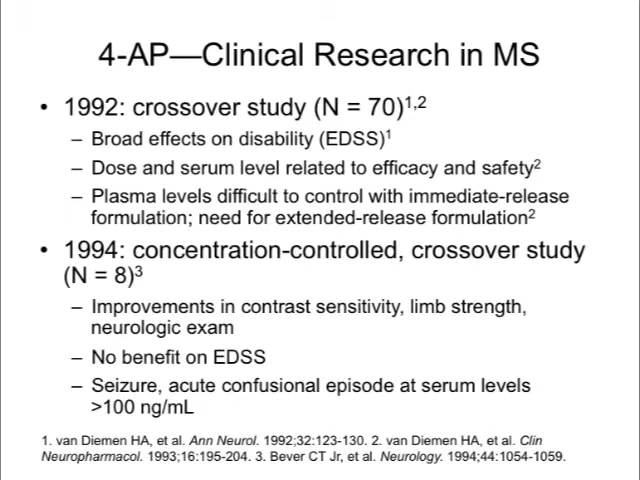 4-AP—Clinical Research in MS
• 1992: crossover study (N = 70)1,2
– Broad effects on disability (EDSS)1
– Dose and serum level related to efficacy and safety2
– Plasma levels difficult to control with immediate-release
formulation; need for extended-release formulation2
• 1994: concentration-controlled, crossover study
(N = 8)3
– Improvements in contrast sensitivity, limb strength,
neurologic exam
– No benefit on EDSS
– Seizure, acute confusional episode at serum levels
>100 ng/mL
1. van Diemen HA, et al. Ann Neurol. 1992;32:123-130. 2. van Diemen HA, et al. Clin
Neuropharmacol. 1993;16:195-204. 3. Bever CT Jr, et al. Neurology. 1994;44:1054-1059.